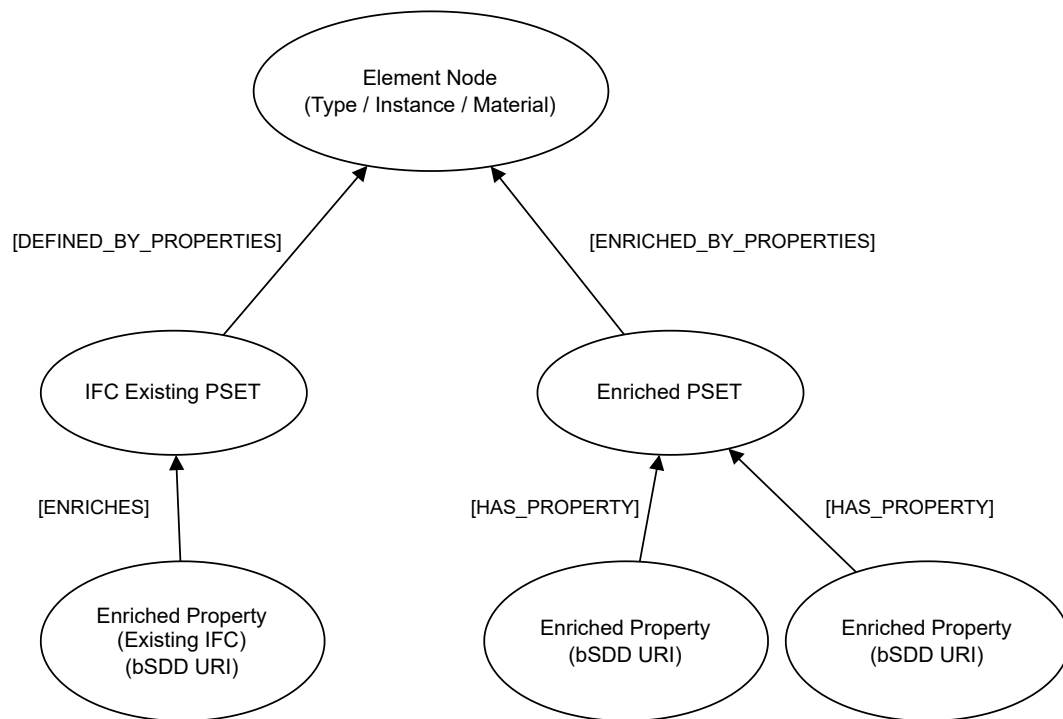 Element Node
(Type / Instance / Material)
[DEFINED_BY_PROPERTIES]
[ENRICHED_BY_PROPERTIES]
IFC Existing PSET
Enriched PSET
[ENRICHES]
[HAS_PROPERTY]
[HAS_PROPERTY]
Enriched Property
(Existing IFC)
(bSDD URI)
Enriched Property
(bSDD URI)
Enriched Property
(bSDD URI)